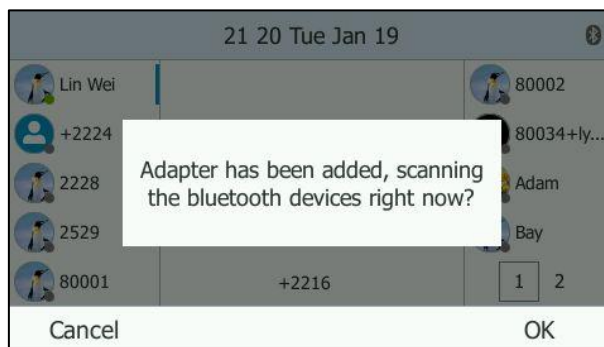 21 20 Tue Jan 19
Lin Wei
+2224
2228
2529
80001
Adapter has been added, scanning
the bluetooth devices right now?
+2216
80002
80034+ly...
Adam
Bay
1 2
Cancel OK